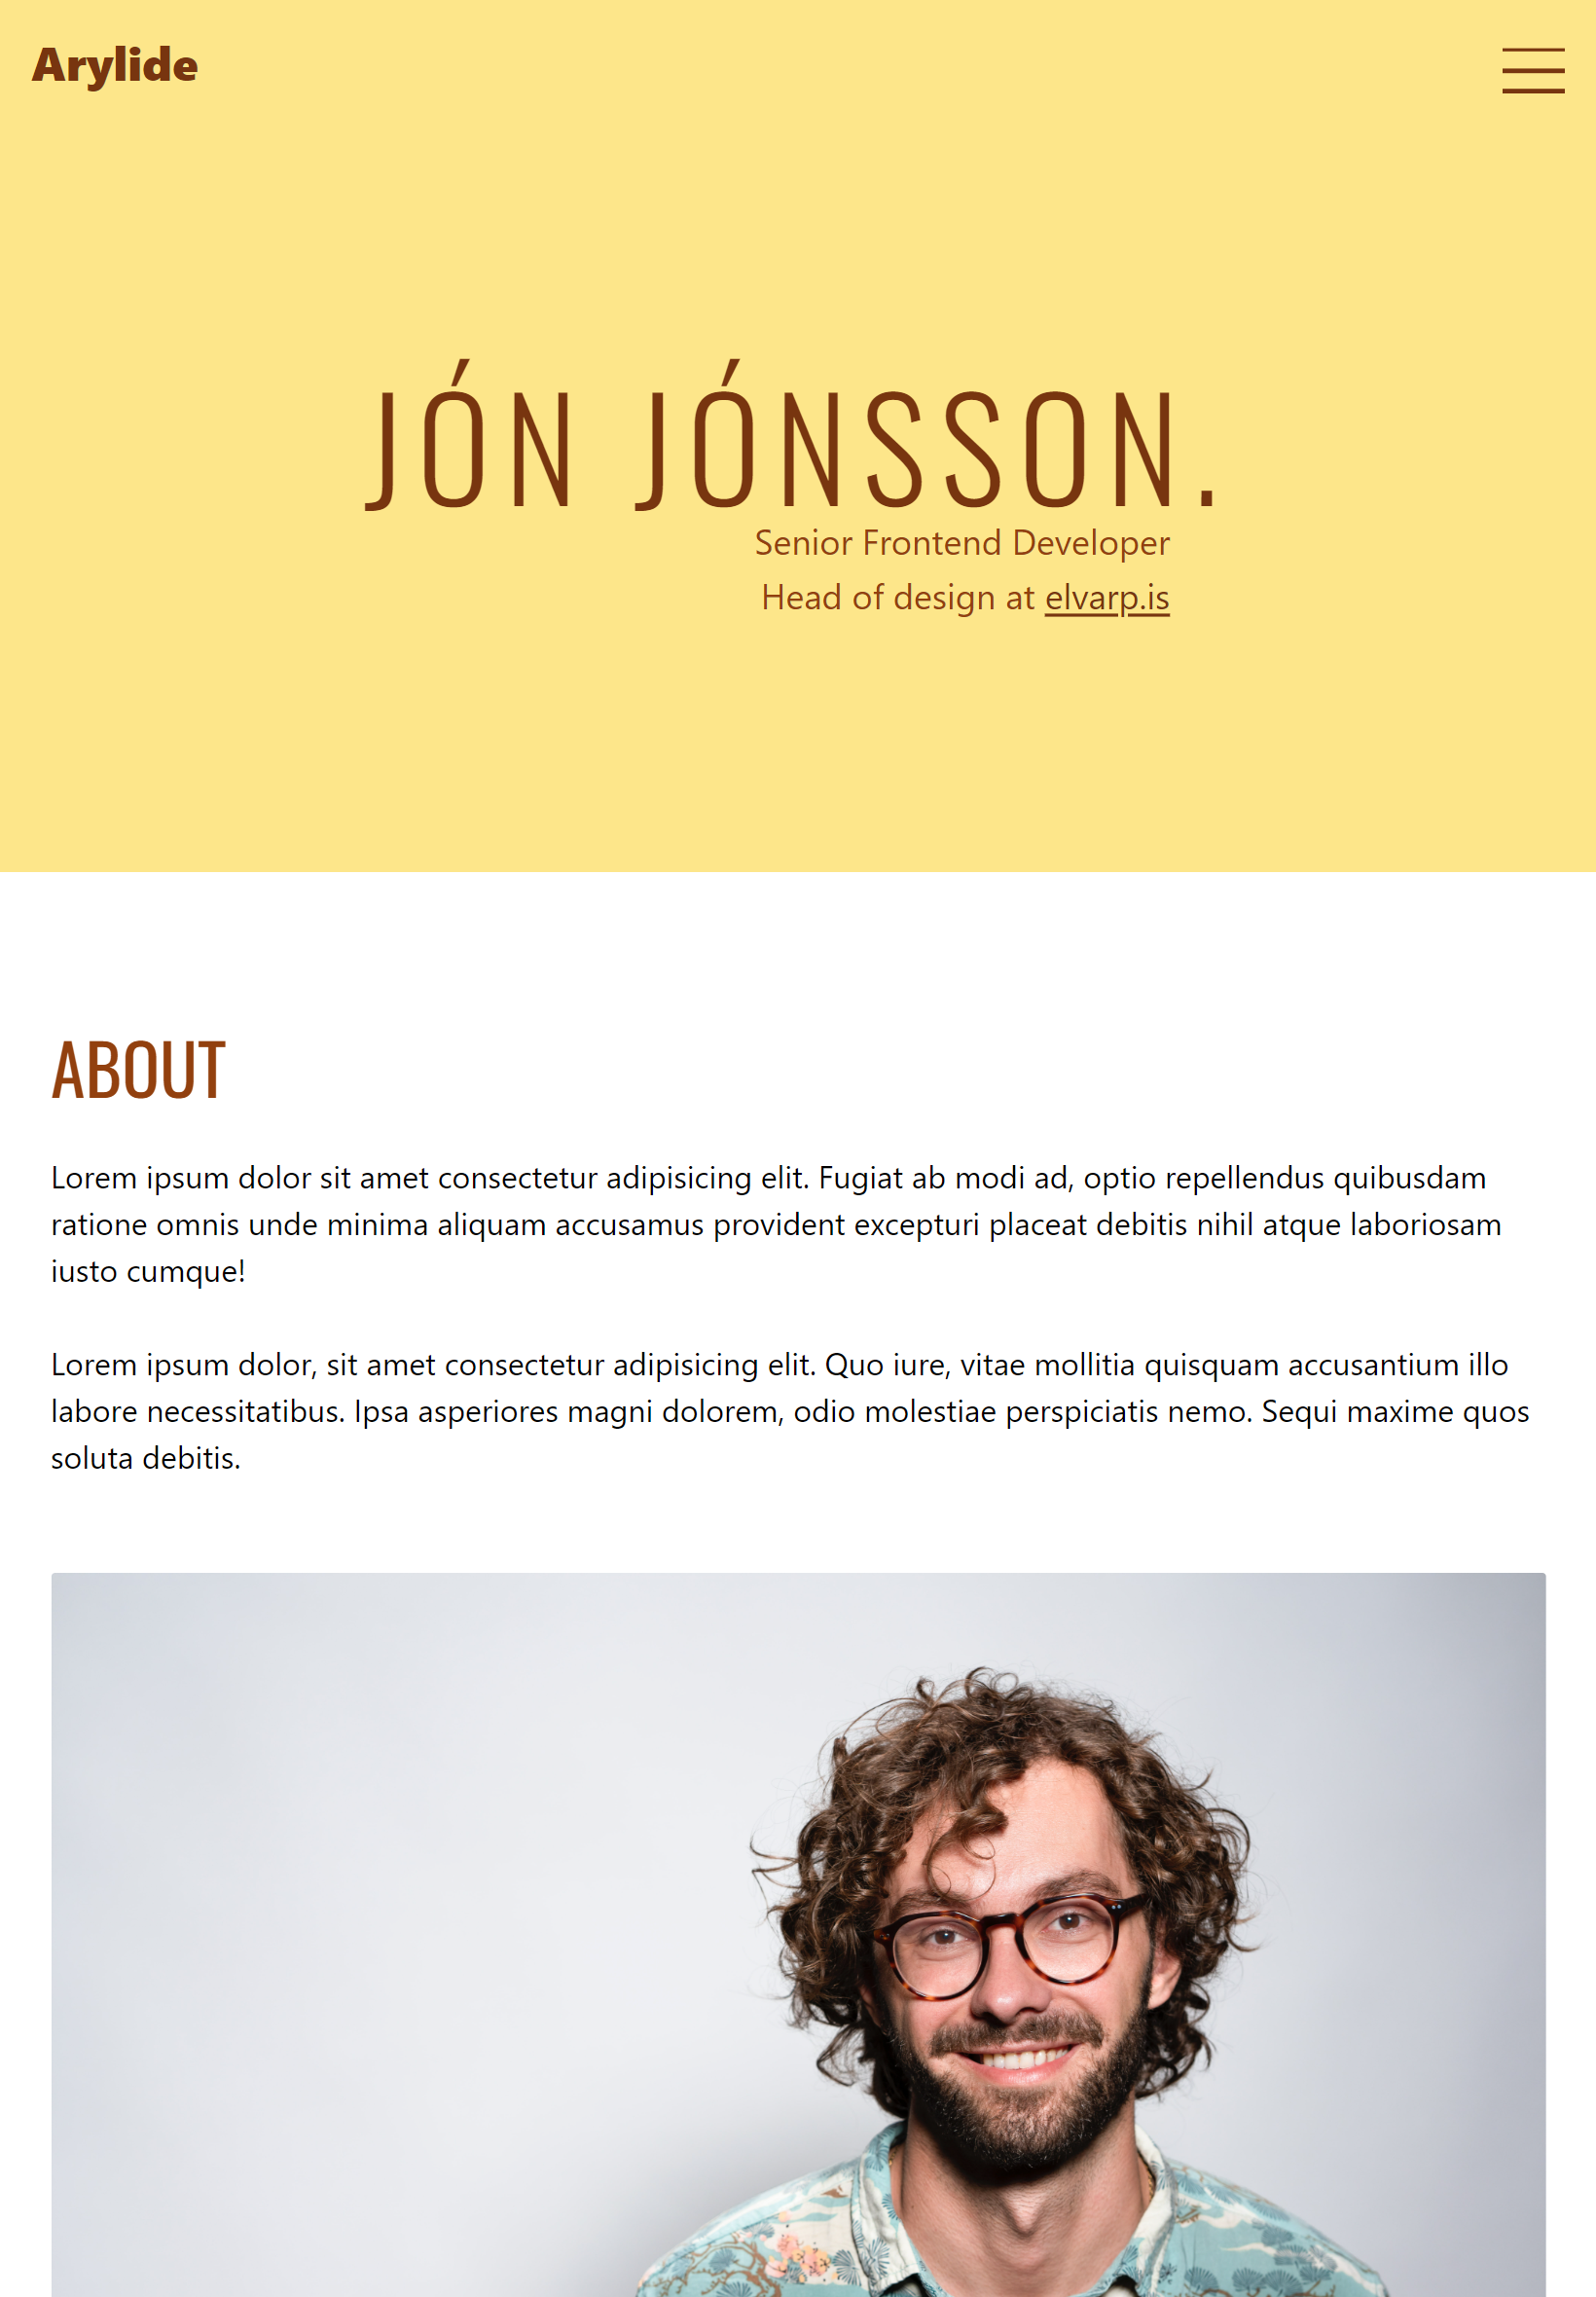 Arylide
JÓN JÓNSSON.
Senior Frontend Developer
Head of design at elvarp.is
ABOUT
Lorem ipsum dolor sit amet consectetur adipisicing elit. Fugiat ab modi ad, optio repellendus quibusdam
ratione omnis unde minima aliquam accusamus provident excepturi placeat debitis nihil atque laboriosam
iusto cumque!
Lorem ipsum dolor, sit amet consectetur adipisicing elit. Quo iure, vitae mollitia quisquam accusantium illo
labore necessitatibus. Ipsa asperiores magni dolorem, odio molestiae perspiciatis nemo. Sequi maxime quos
soluta debitis.